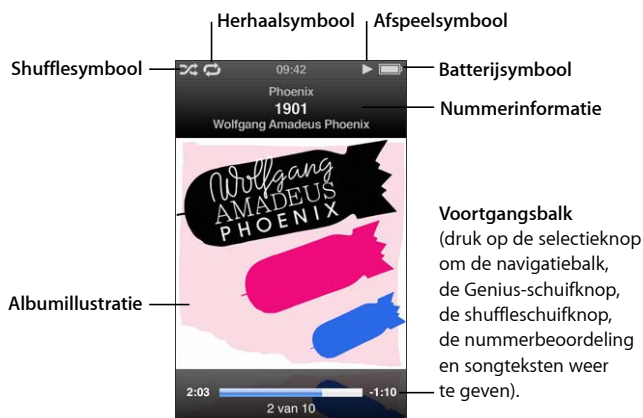 Herhaalsymbool
Afspeelsymbool
Shufflesymbool
09:42
Batterijsymbool
Phoenix
1901
Wolfgang Amadeus Phoenix
Nummerinformatie
Wolfgang
AMADEUS
PHOENIX
Voortgangsbalk
(druk op de selectieknop
om de navigatiebalk,
de Genius-schuifknop,
de shuffleschuifknop,
de nummerbeoordeling
en songteksten weer
te geven).
Albumillustratie
2:03
-1:10
2 van 10